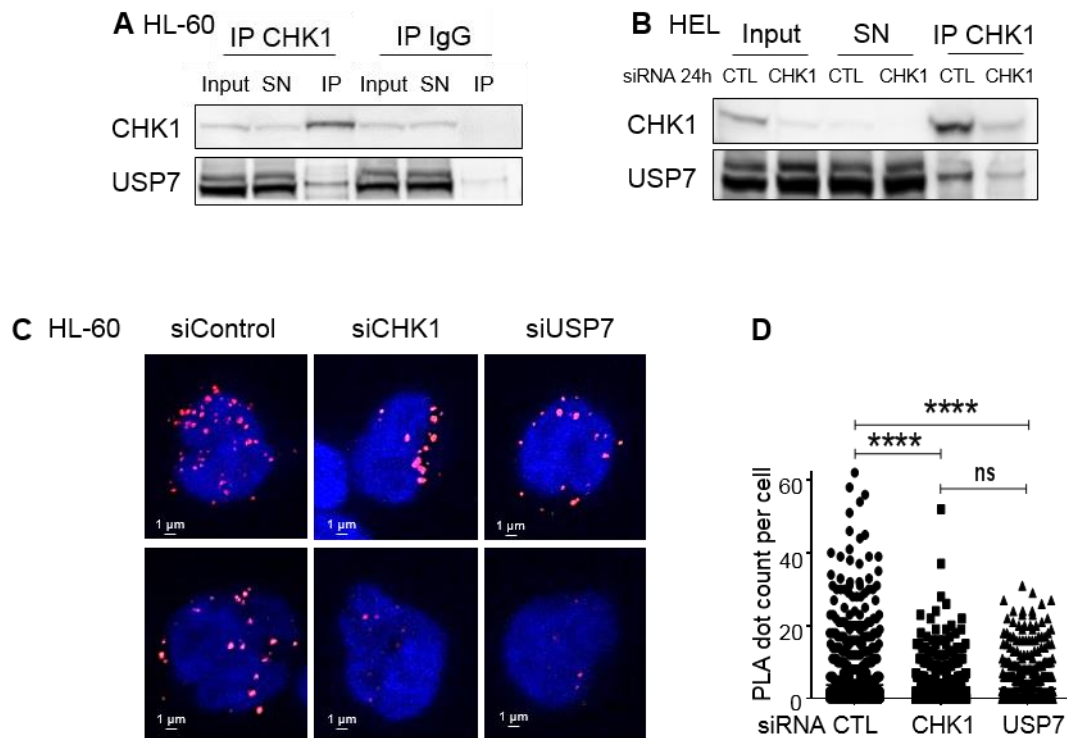 A HL-60
IP CHK1 IP IgG
Input SN IP Input SN IP
CHK1
USP7
B HEL
Input SN IP CHK1
siRNA 24h CTL CHK1 CTL CHK1 CTL CHK1
CHK1
USP7
C HL-60 siControl siCHK1 siUSP7
1 µm 1 µm 1 µm
1 µm 1 µm 1 µm
D
****
****
ns
PLA dot count per cell
60
40
20
0
siRNA CTL CHK1 USP7